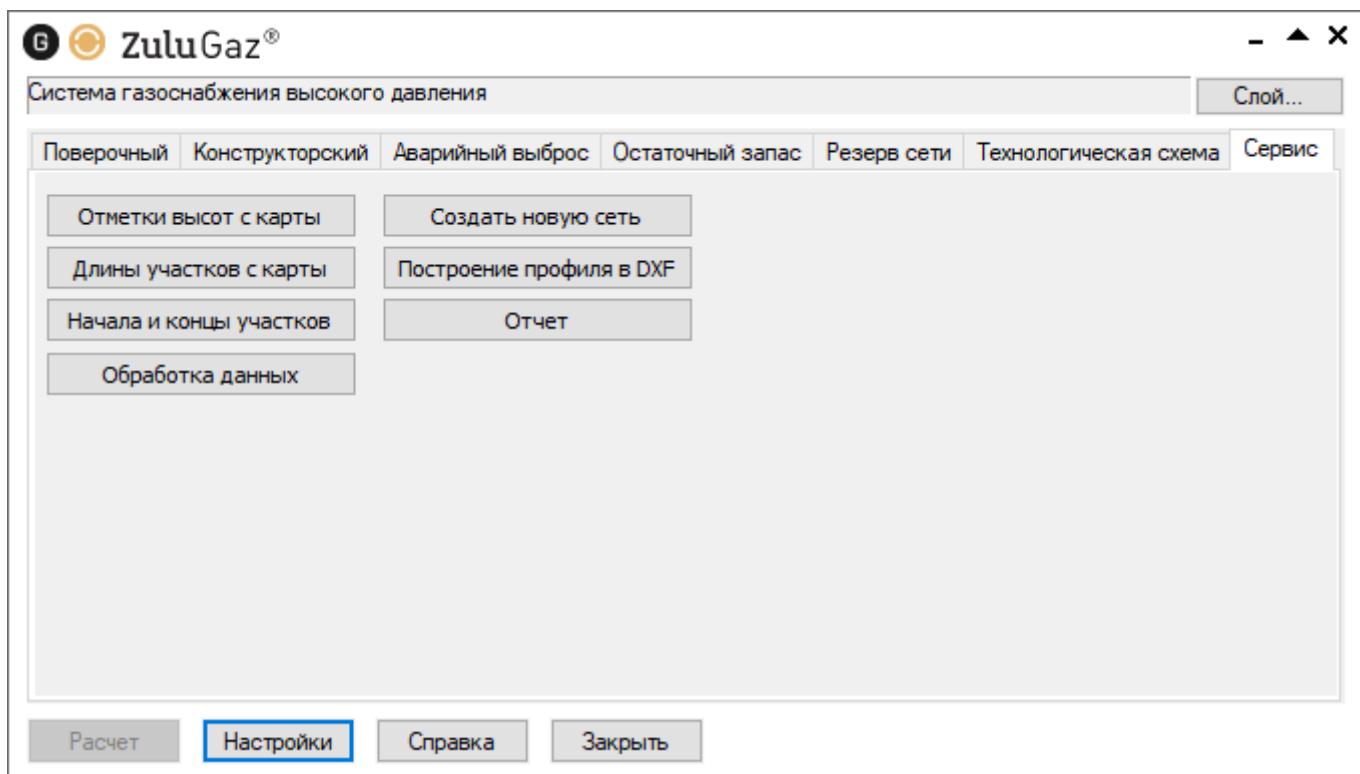 G ZuluGaz®
Система газоснабжения высокого давления Слой...
Поверочный Конструкторский Аварийный выброс Остаточный запас Резерв сети Технологическая схема Сервис
Отметки высот с карты Создать новую сеть
Длины участков с карты Построение профиля в DXF
Начала и концы участков Отчет
Обработка данных
Расчет Настройки Справка Закрыть